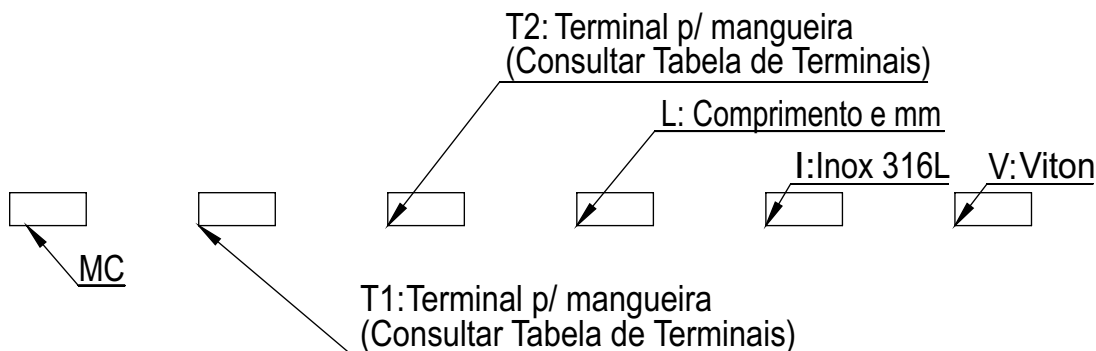 T2: Terminal p/ mangueira
(Consultar Tabela de Terminais)
L: Comprimento e mm
I:Inox 316L
V:Viton
MC
T1:Terminal p/ mangueira
(Consultar Tabela de Terminais)